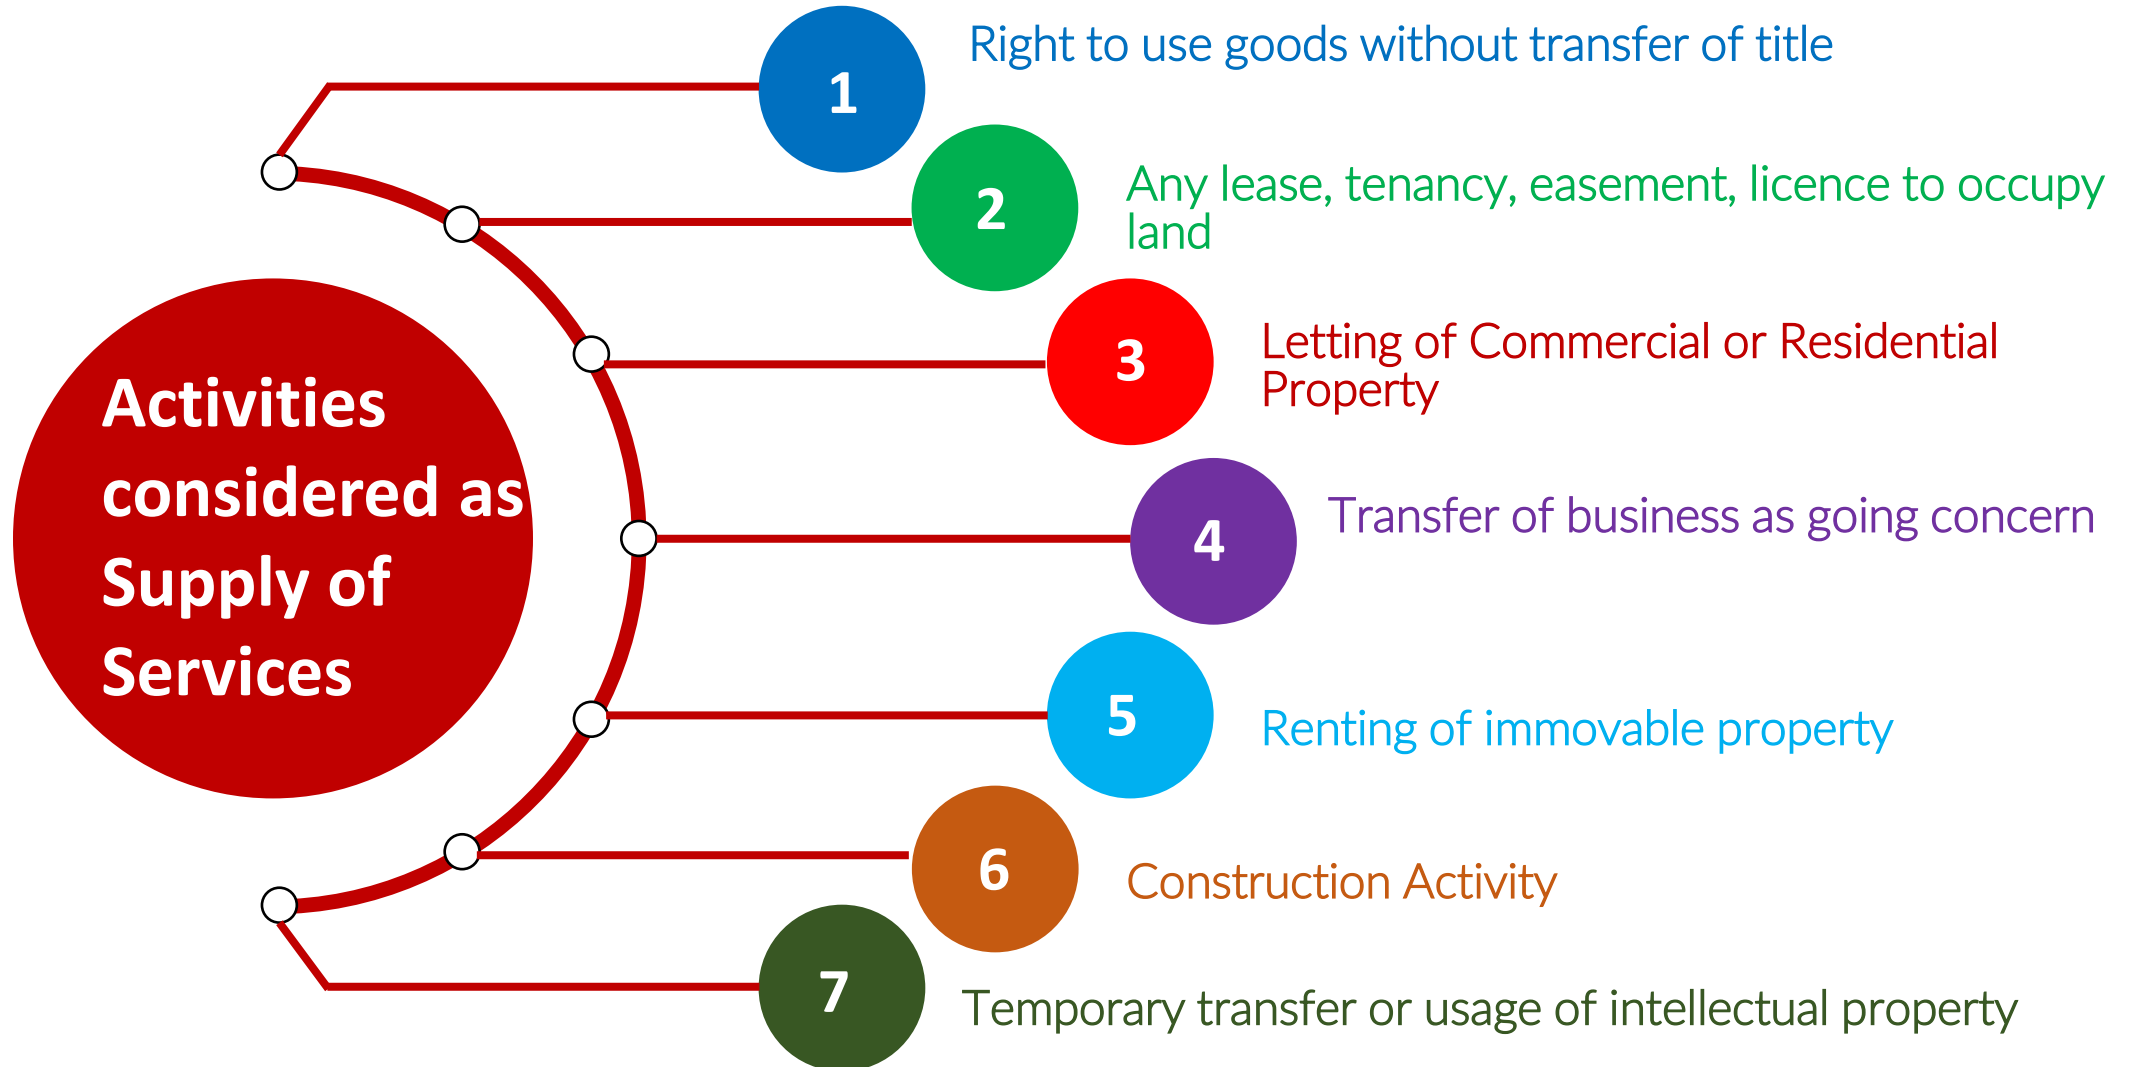 Activities
considered as
Supply of
Services
1
Right to use goods without transfer of title
2
Any lease, tenancy, easement, licence to occupy
land
3
Letting of Commercial or Residential
Property
4
Transfer of business as going concern
5
Renting of immovable property
6
Construction Activity
7
Temporary transfer or usage of intellectual property